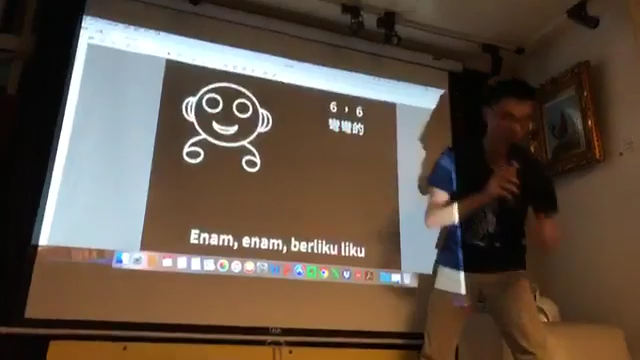 6，6
彎彎的
Enam, enam, berliku liku